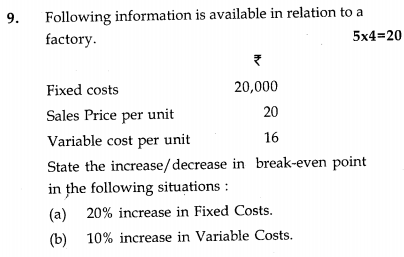 9. Following information is available in relation to a
factory. 5x4=20
₹
Fixed costs 20,000
Sales Price per unit 20
Variable cost per unit 16
State the increase/decrease in break-even point
in the following situations :
(a) 20% increase in Fixed Costs.
(b) 10% increase in Variable Costs.